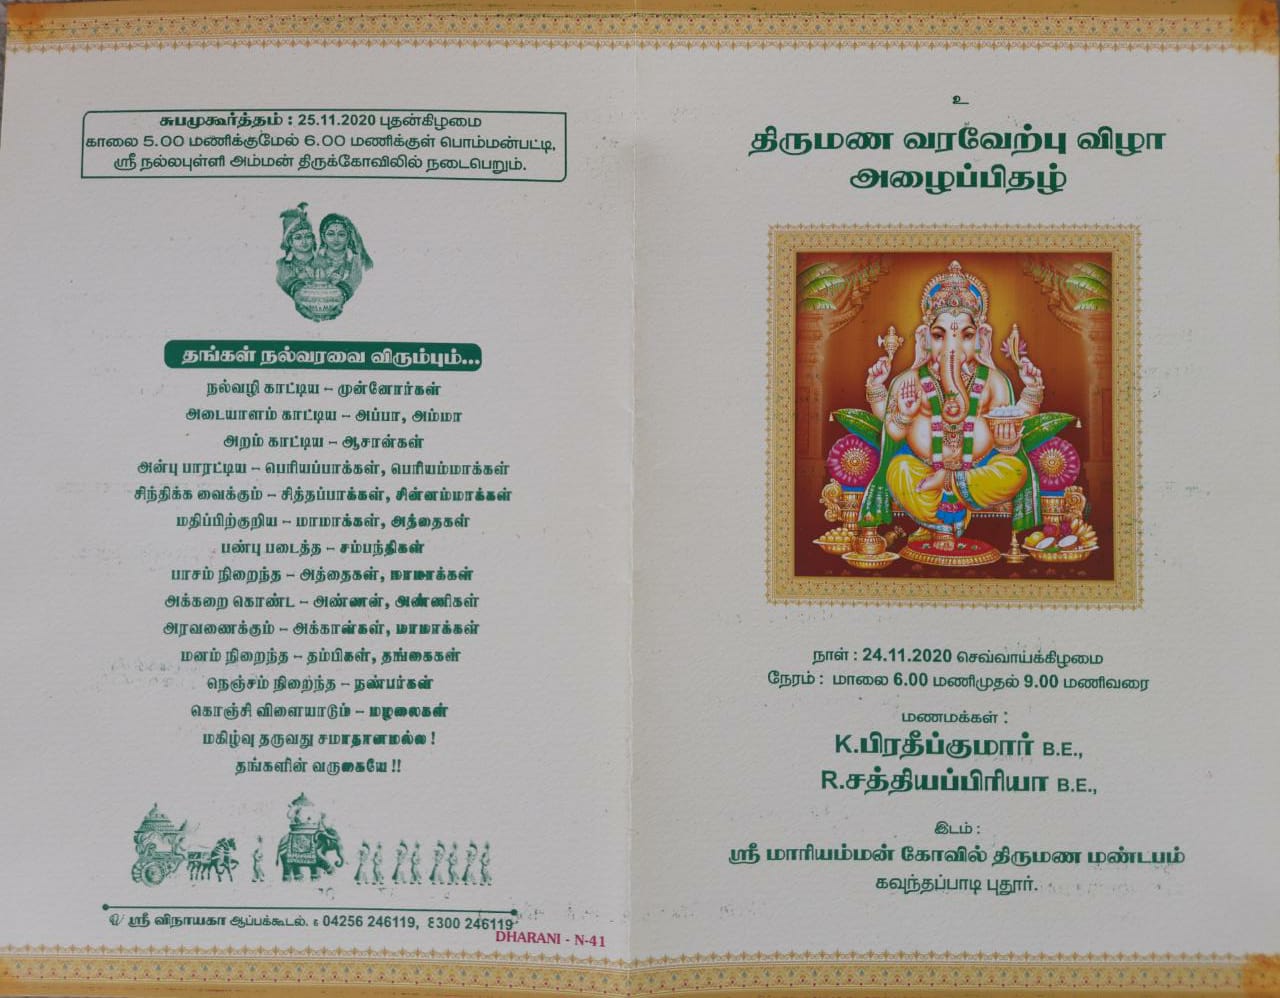 சுபமுகூர்த்தம் : 25.11.2020 புதன்கிழமை
காலை 5.00 மணிக்குமேல் 6.00 மணிக்குள் பொம்மன்பட்டி,
ஸ்ரீ நல்லபுள்ளி அம்மன் திருக்கோவிலில் நடைபெறும்.
தங்கள் நல்வரவை விரும்பும்...
நல்வழி காட்டிய – முன்னோர்கள்
அடையாளம் காட்டிய – அப்பா, அம்மா
அறம் காட்டிய – ஆசான்கள்
அன்பு பாரட்டிய – பெரியப்பாக்கள், பெரியம்மாக்கள்
சிந்திக்க வைக்கும் – சித்தப்பாக்கள், சின்னம்மாக்கள்
மதிப்பிற்குறிய – மாமாக்கள், அத்தைகள்
பண்பு படைத்த – சம்பந்திகள்
பாசம் நிறைந்த – அத்தைகள், மாமாக்கள்
அக்கறை கொண்ட – அண்ணன், அண்ணிகள்
அரவணைக்கும் – அக்காள்கள், மாமாக்கள்
மனம் நிறைந்த – தம்பிகள், தங்கைகள்
நெஞ்சம் நிறைந்த – நண்பர்கள்
கொஞ்சி விளையாடும் – மழலைகள்
மகிழ்வு தருவது சமாதானமல்ல !
தங்களின் வருகையே !!
ஸ்ரீ விநாயகா ஆப்பக்கூடல். 04256 246119, 8300 246119
DHARANI - N-41
உ
திருமண வரவேற்பு விழா
அழைப்பிதழ்
நாள் : 24.11.2020 செவ்வாய்க்கிழமை
நேரம் : மாலை 6.00 மணிமுதல் 9.00 மணிவரை
மணமக்கள் :
K.பிரதீப்குமார் B.E.,
R.சத்தியப்பிரியா B.E.,
இடம் :
ஸ்ரீ மாரியம்மன் கோவில் திருமண மண்டபம்
கவுந்தப்பாடி புதூர்.